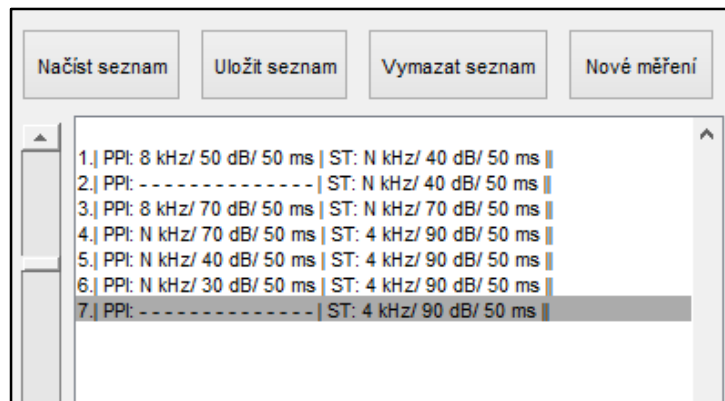 Načíst seznam Uložit seznam Vymazat seznam Nové měření
1.| PPI: 8 kHz/ 50 dB/ 50 ms | ST: N kHz/ 40 dB/ 50 ms ||
2.| PPI: - - - - - - - - - - - - - - - | ST: N kHz/ 40 dB/ 50 ms ||
3.| PPI: 8 kHz/ 70 dB/ 50 ms | ST: N kHz/ 70 dB/ 50 ms ||
4.| PPI: N kHz/ 70 dB/ 50 ms | ST: 4 kHz/ 90 dB/ 50 ms ||
5.| PPI: N kHz/ 40 dB/ 50 ms | ST: 4 kHz/ 90 dB/ 50 ms ||
6.| PPI: N kHz/ 30 dB/ 50 ms | ST: 4 kHz/ 90 dB/ 50 ms ||
7.| PPI: - - - - - - - - - - - - - - - | ST: 4 kHz/ 90 dB/ 50 ms ||